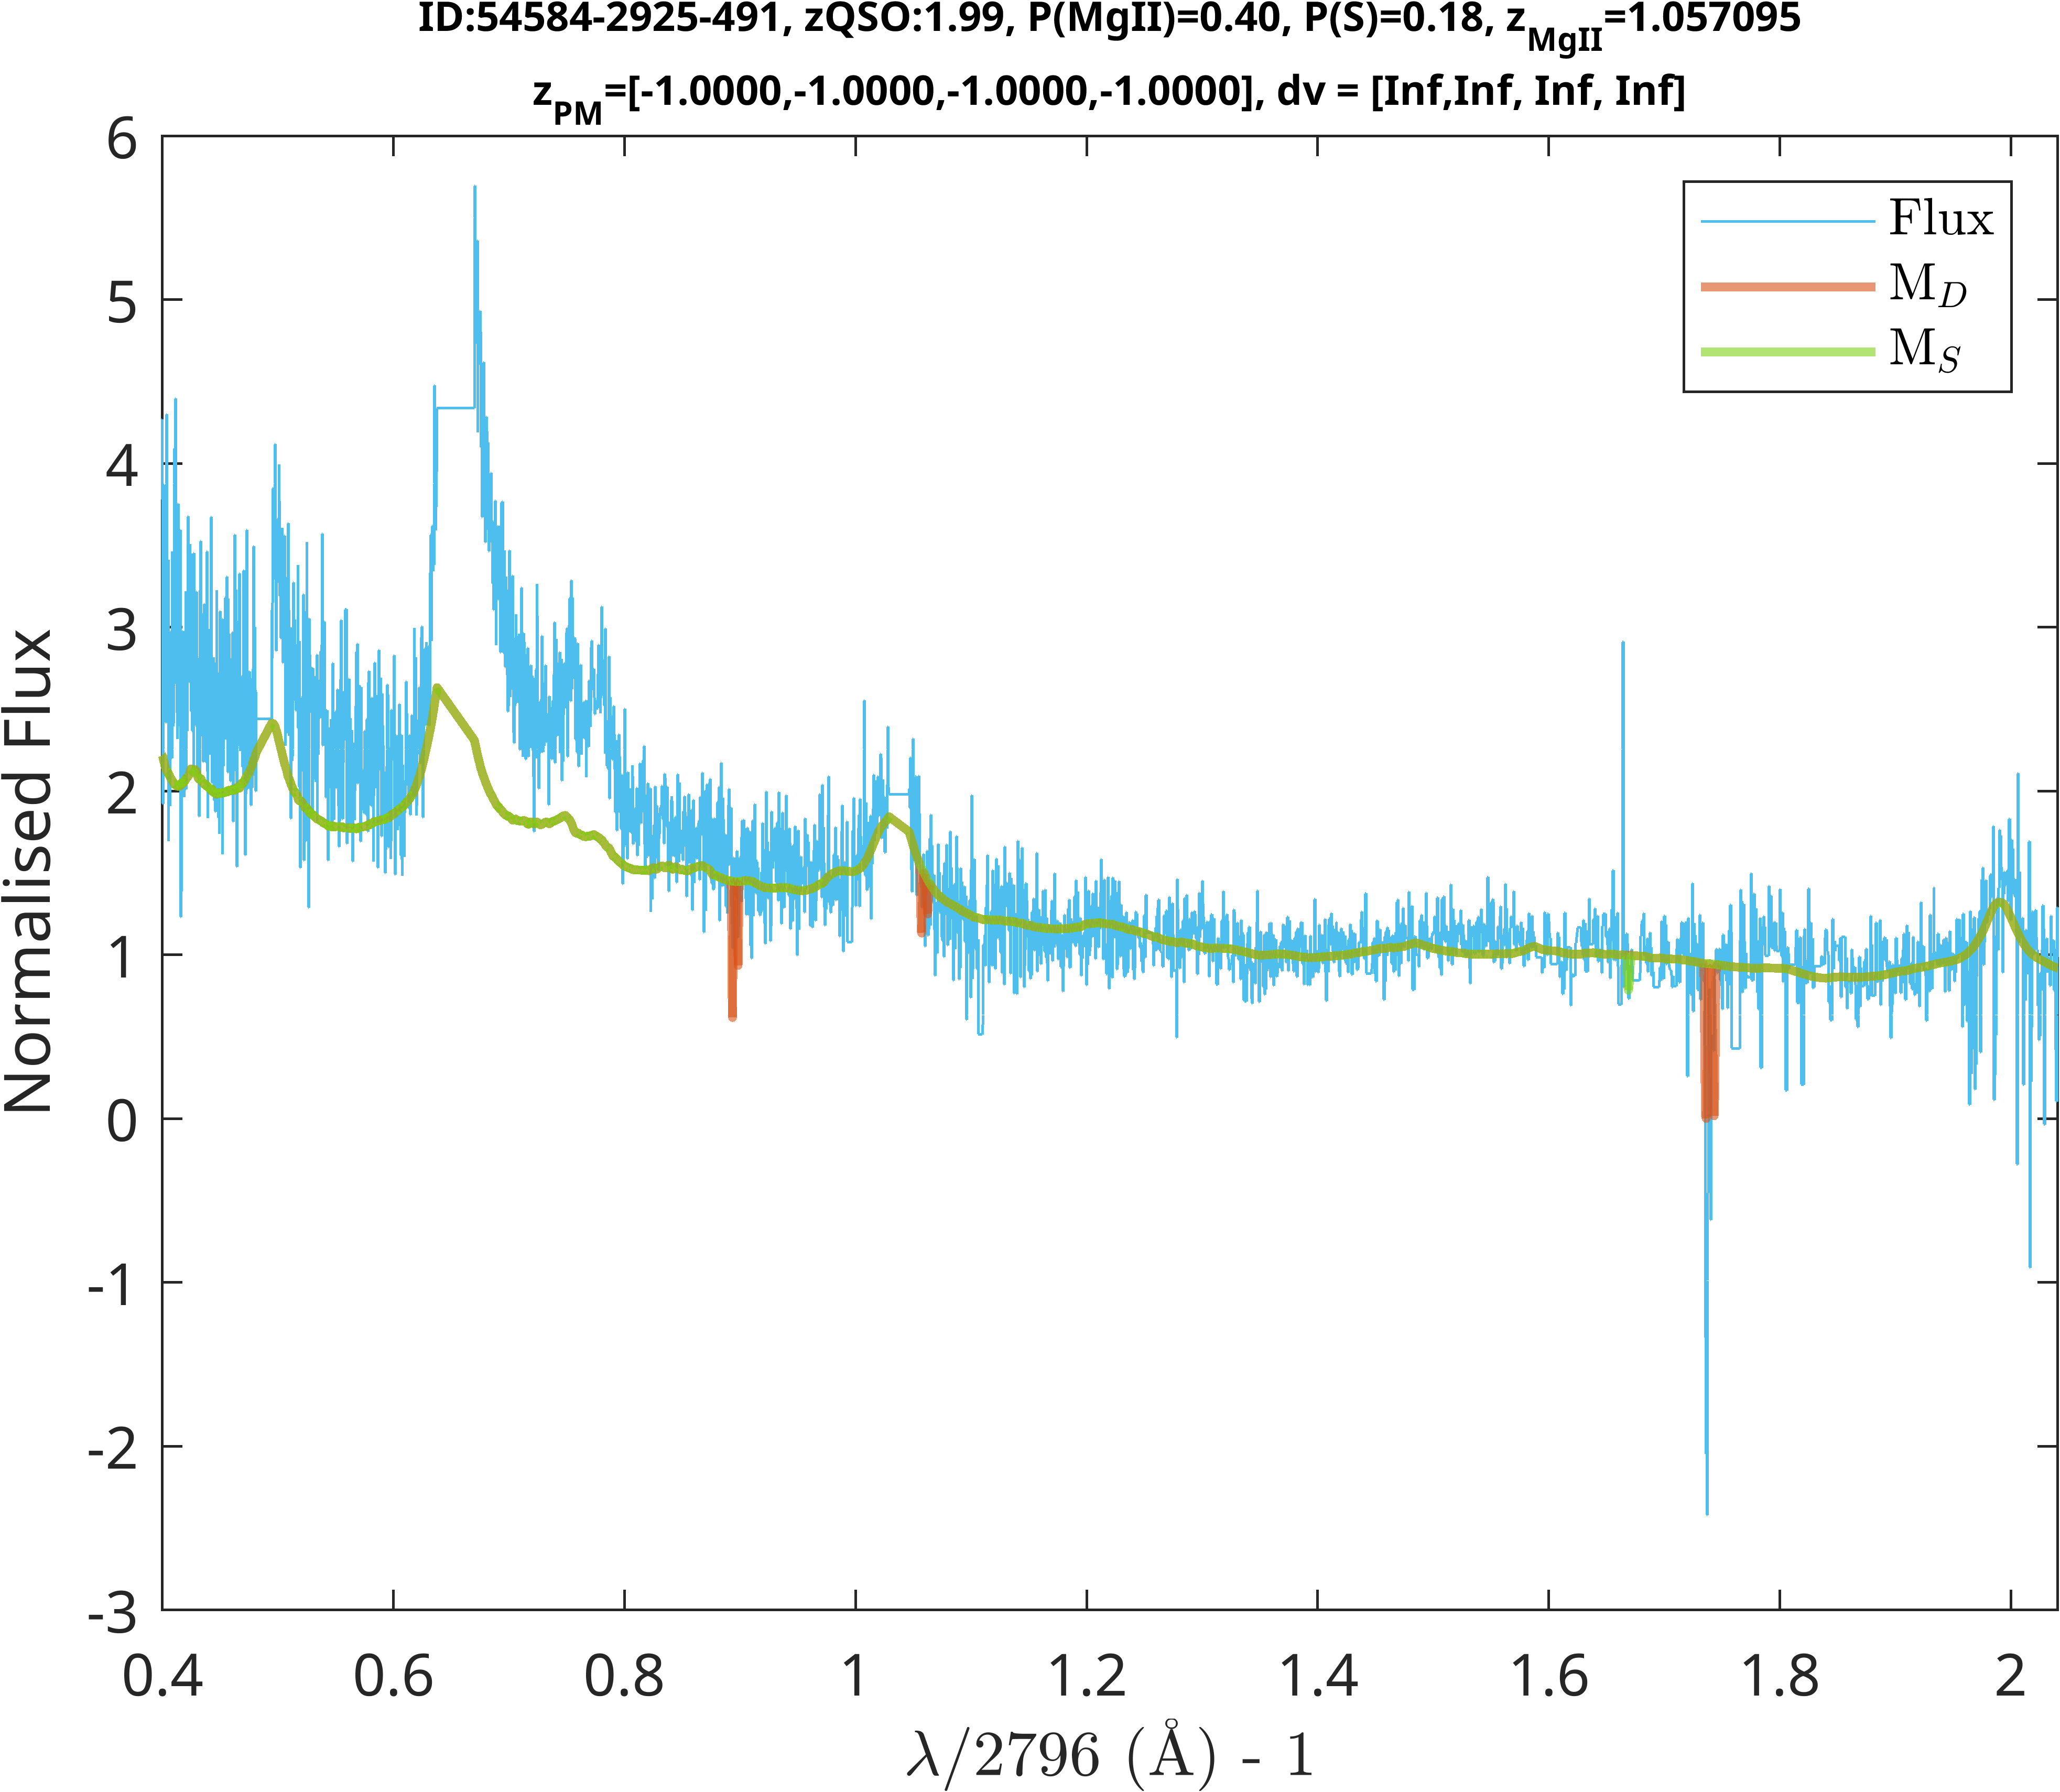 ID:54584-2925-491, zQSO:1.99, P(MgII)=0.40, P(S)=0.18, zMgII=1.057095
zPM=[-1.0000,-1.0000,-1.0000,-1.0000], dv = [Inf,Inf, Inf, Inf]
6
5
4
3
2
1
0
-1
-2
-3
Normalised Flux
Flux
MD
MS
0.4 0.6 0.8 1 1.2 1.4 1.6 1.8 2
λ/2796 (Å) - 1